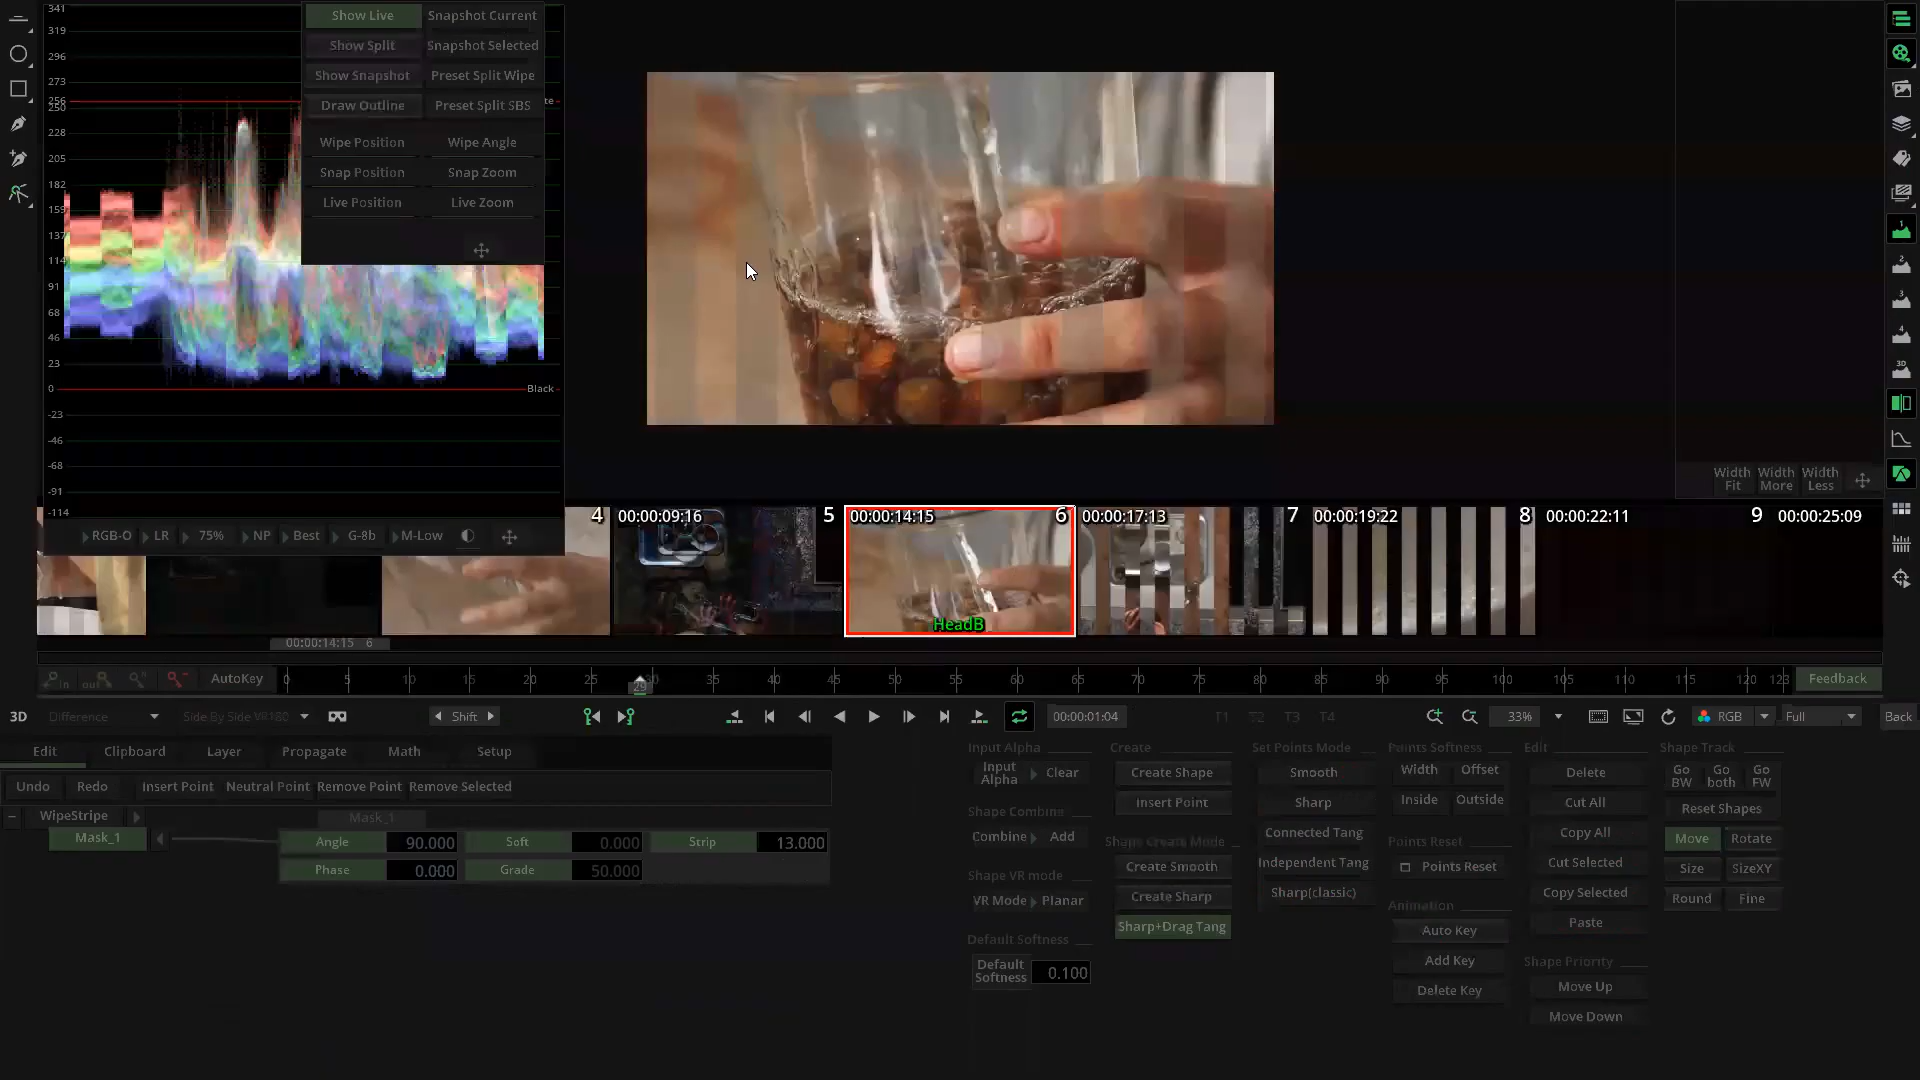 341
319
296
273
256
250
228
205
182
159
137
114
91
68
46
23
0
-23
-46
-68
-91
-114
Black
Show Live Snapshot Current
Show Split Snapshot Selected
Show Snapshot Preset Split Wipe
Draw Outline Preset Split SBS
Wipe Position Wipe Angle
Snap Position Snap Zoom
Live Position Live Zoom
RGB-O LR 75% NP Best G-8b M-Low
Width Fit Width More Width Less
1
2
3
4
3D
4 00:00:09:16 5 00:00:14:15 6 00:00:17:13 7 00:00:19:22 8 00:00:22:11 9 00:00:25:09
HeadB
00:00:14:15 6
in out AutoKey 0 5 10 15 20 25 29 30 35 40 45 50 55 60 65 70 75 80 85 90 95 100 105 110 115 120 123 Feedback
3D Difference Side By Side VR180 Shift 00:00:01:04 T1 T2 T3 T4 33% RGB Full Back
Edit Clipboard Layer Propagate Math Setup
Undo Redo Insert Point Neutral Point Remove Point Remove Selected
WipeStripe Mask_1
Mask_1
Angle 90.000 Soft 0.000 Strip 13.000
Phase 0.000 Grade 50.000
Input Alpha
Input Alpha Clear
Shape Combine
Combine Add
Shape VR mode
VR Mode Planar
Default Softness
Default Softness 0.100
Create
Create Shape
Insert Point
Shape Create Mode
Create Smooth
Create Sharp
Sharp+Drag Tang
Set Points Mode
Smooth
Sharp
Connected Tang
Independent Tang
Sharp(classic)
Points Softness
Width Offset
Inside Outside
Points Reset
Points Reset
Animation
Auto Key
Add Key
Delete Key
Edit
Delete
Cut All
Copy All
Cut Selected
Copy Selected
Paste
Shape Priority
Move Up
Move Down
Shape Track
Go BW Go both Go FW
Reset Shapes
Move Rotate
Size SizeXY
Round Fine